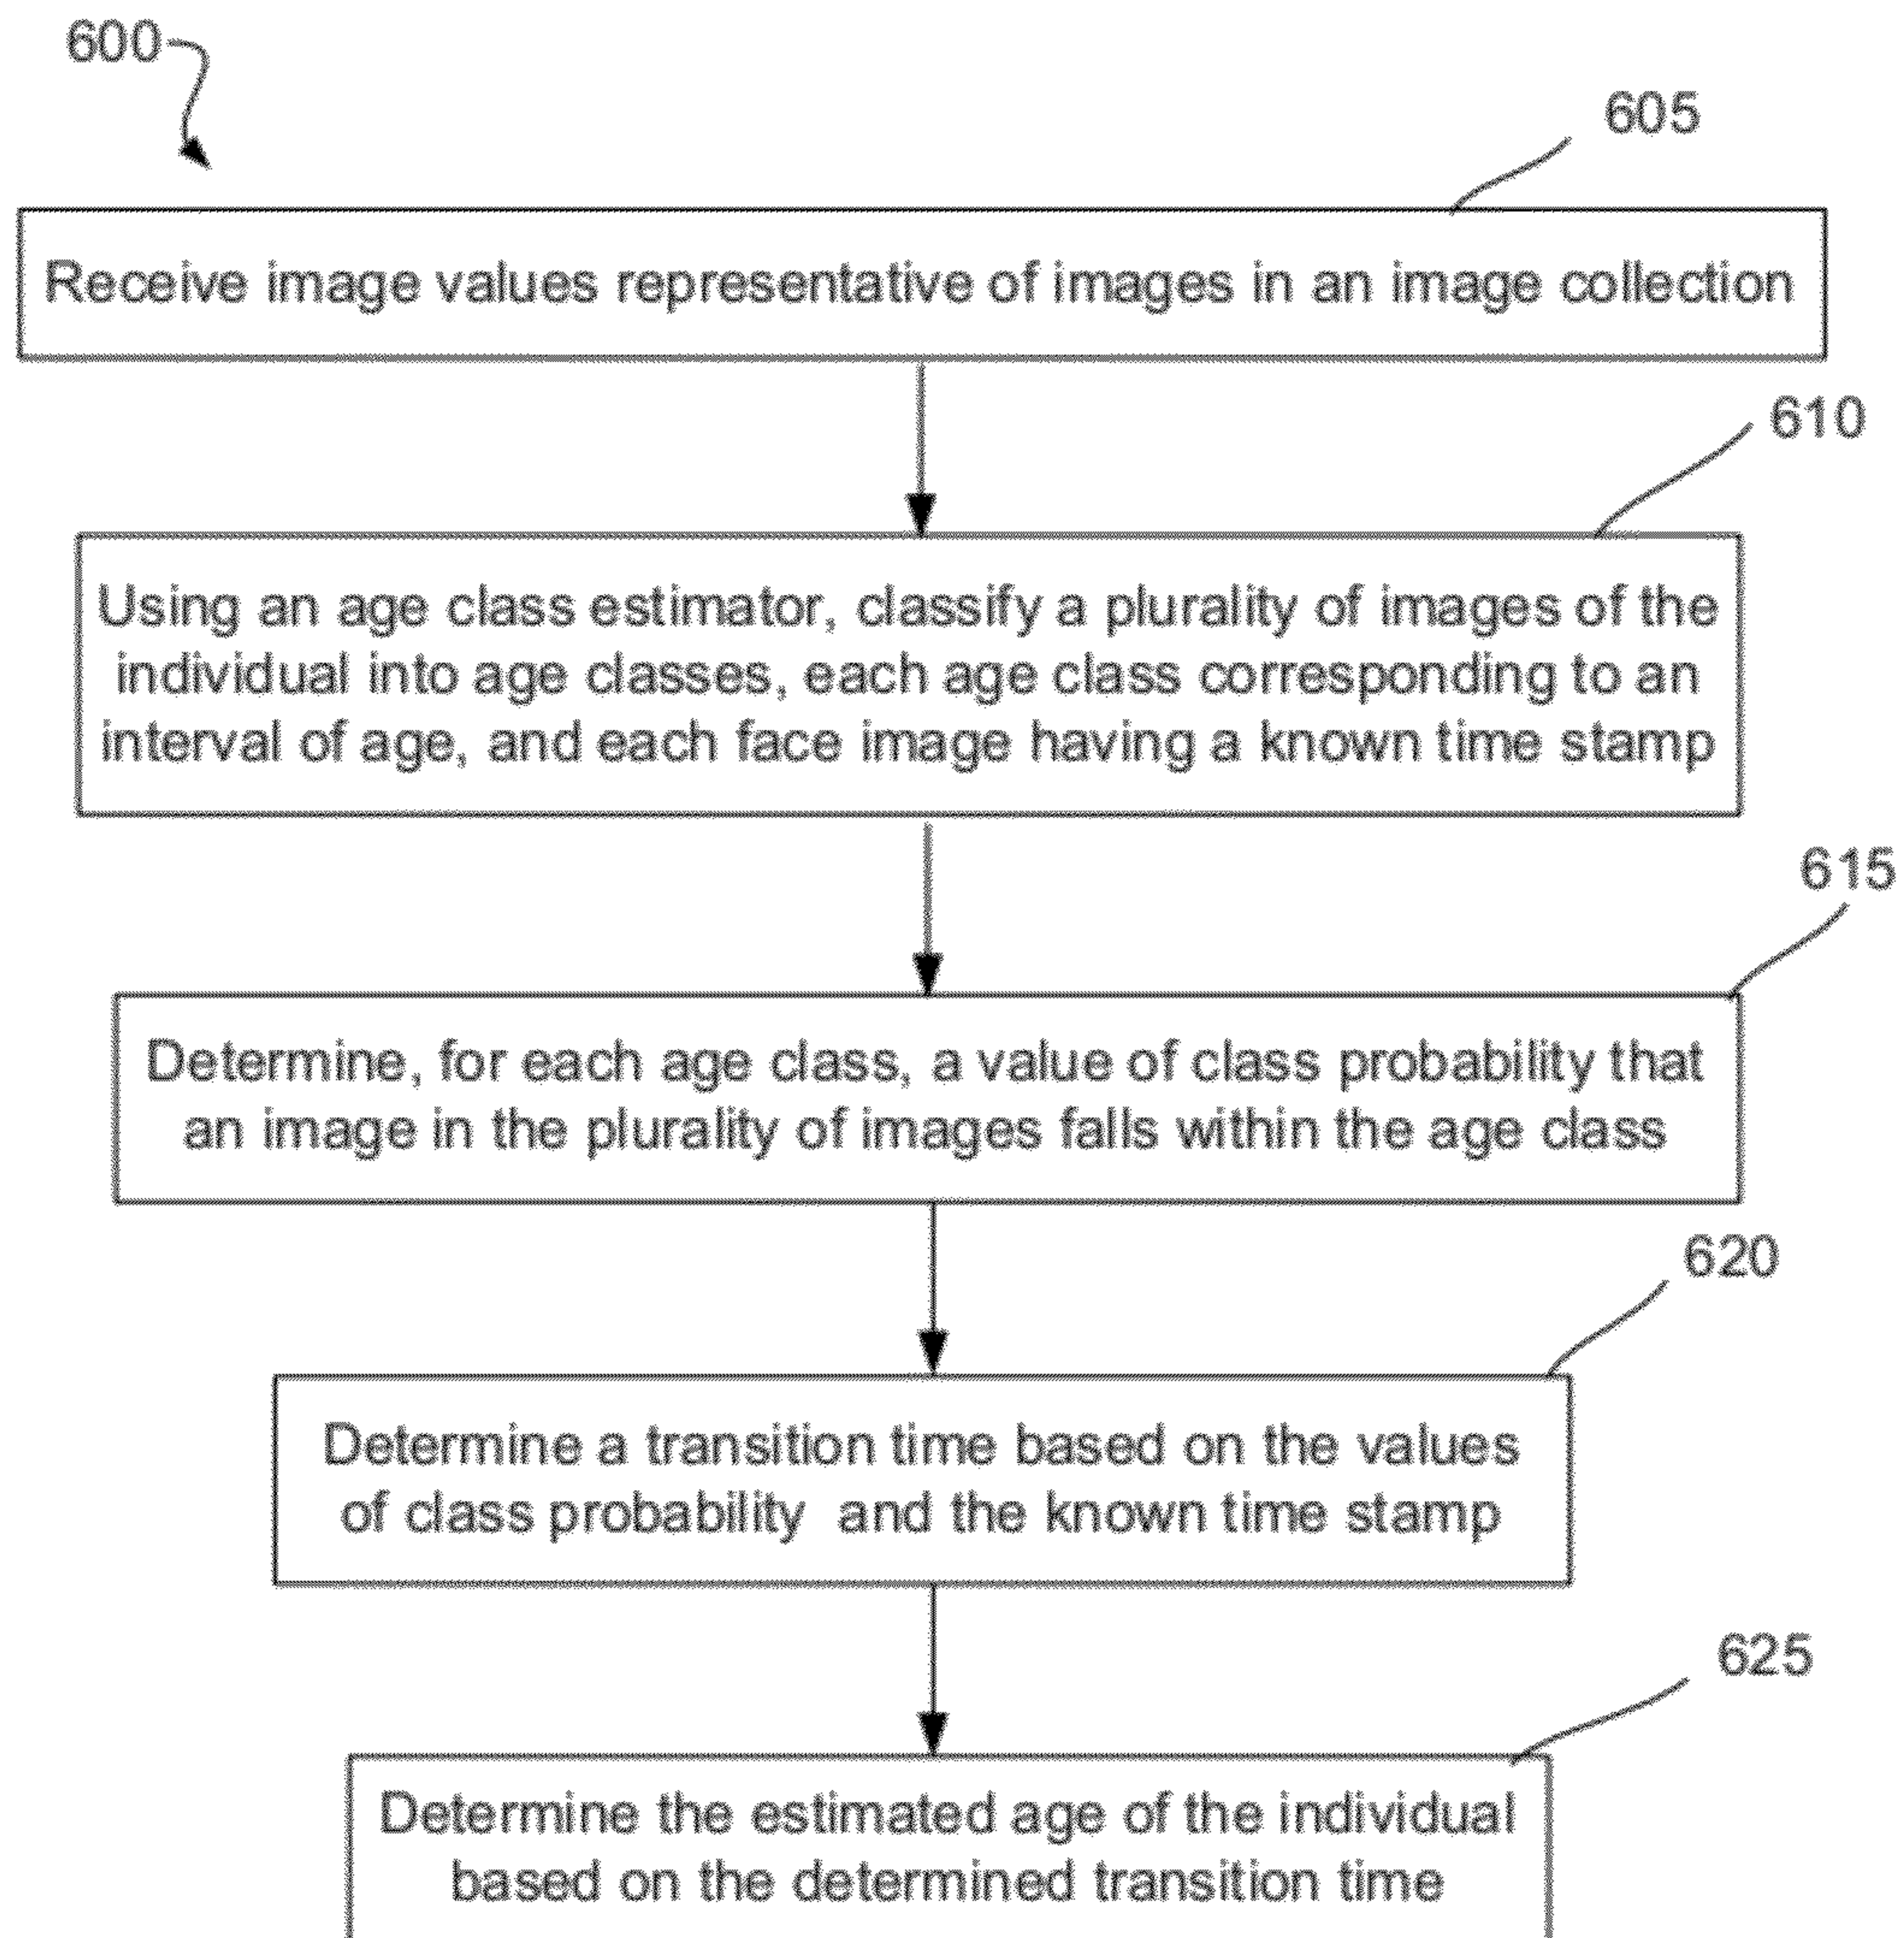 600
605
Receive image values representative of images in an image collection
610
Using an age class estimator, classify a plurality of images of the
individual into age classes, each age class corresponding to an
interval of age, and each face image having a known time stamp
615
Determine, for each age class, a value of class probability that
an image in the plurality of images falls within the age class
620
Determine a transition time based on the values
of class probability and the known time stamp
625
Determine the estimated age of the individual
based on the determined transition time